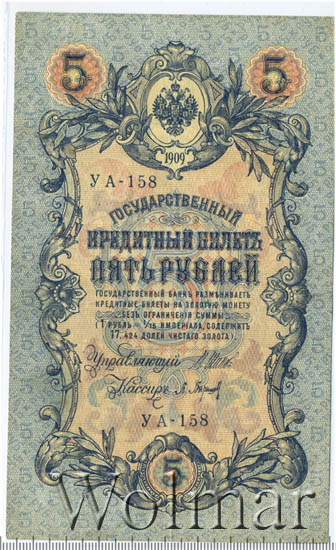 5 5
1909
УА-158
ГОСУДАРСТВЕННЫЙ
КРЕДИТНЫЙ БИЛЕТЪ
ПЯТЬ РУБЛЕЙ
ГОСУДАРСТВЕННЫЙ БАНКЪ РАЗМѢНИВАЕТЪ
КРЕДИТНЫЕ БИЛЕТЫ НА ЗОЛОТУЮ МОНЕТУ
БЕЗЪ ОГРАНИЧЕНІЯ СУММЫ
(1 РУБЛЬ = 1/15 ИМПЕРІАЛА, СОДЕРЖИТЪ
17,424 ДОЛЕЙ ЧИСТАГО ЗОЛОТА)
Управляющій
Кассиръ
УА-158
5
Wolmar